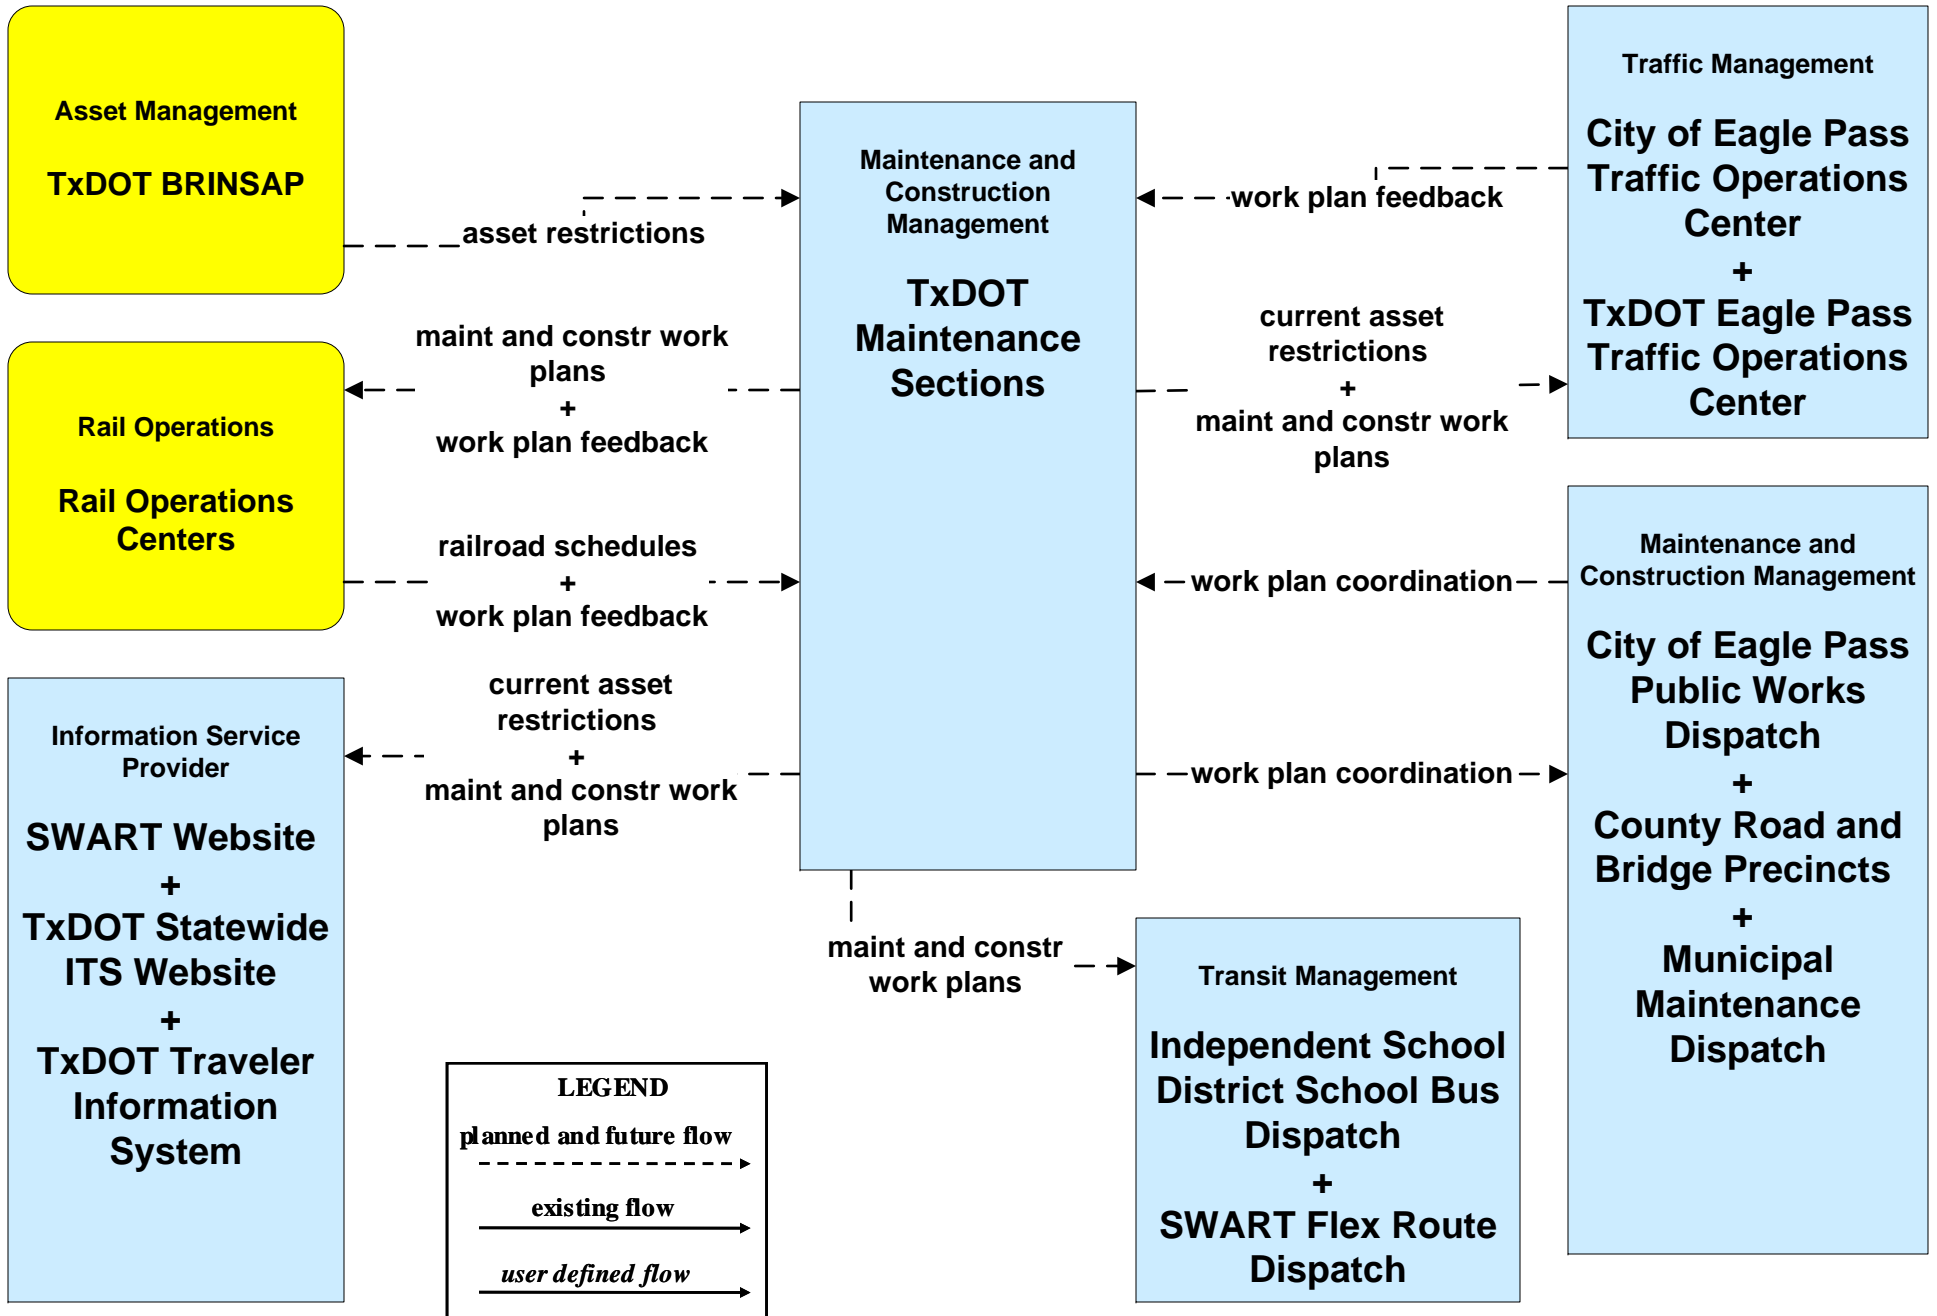 Asset Management
TxDOT BRINSAP
asset restrictions
Maintenance and
Construction
Management
TxDOT
Maintenance
Sections
Traffic Management
City of Eagle Pass
Traffic Operations
Center
+
TxDOT Eagle Pass
Traffic Operations
Center
work plan feedback
current asset
restrictions
+
maint and constr work
plans
Rail Operations
Rail Operations
Centers
maint and constr work
plans
+
work plan feedback
railroad schedules
+
work plan feedback
Maintenance and
Construction Management
City of Eagle Pass
Public Works
Dispatch
+
County Road and
Bridge Precincts
+
Municipal
Maintenance
Dispatch
work plan coordination
work plan coordination
Information Service
Provider
SWART Website
+
TxDOT Statewide
ITS Website
+
TxDOT Traveler
Information
System
current asset
restrictions
+
maint and constr work
plans
maint and constr
work plans
Transit Management
Independent School
District School Bus
Dispatch
+
SWART Flex Route
Dispatch
LEGEND
planned and future flow
existing flow
user defined flow